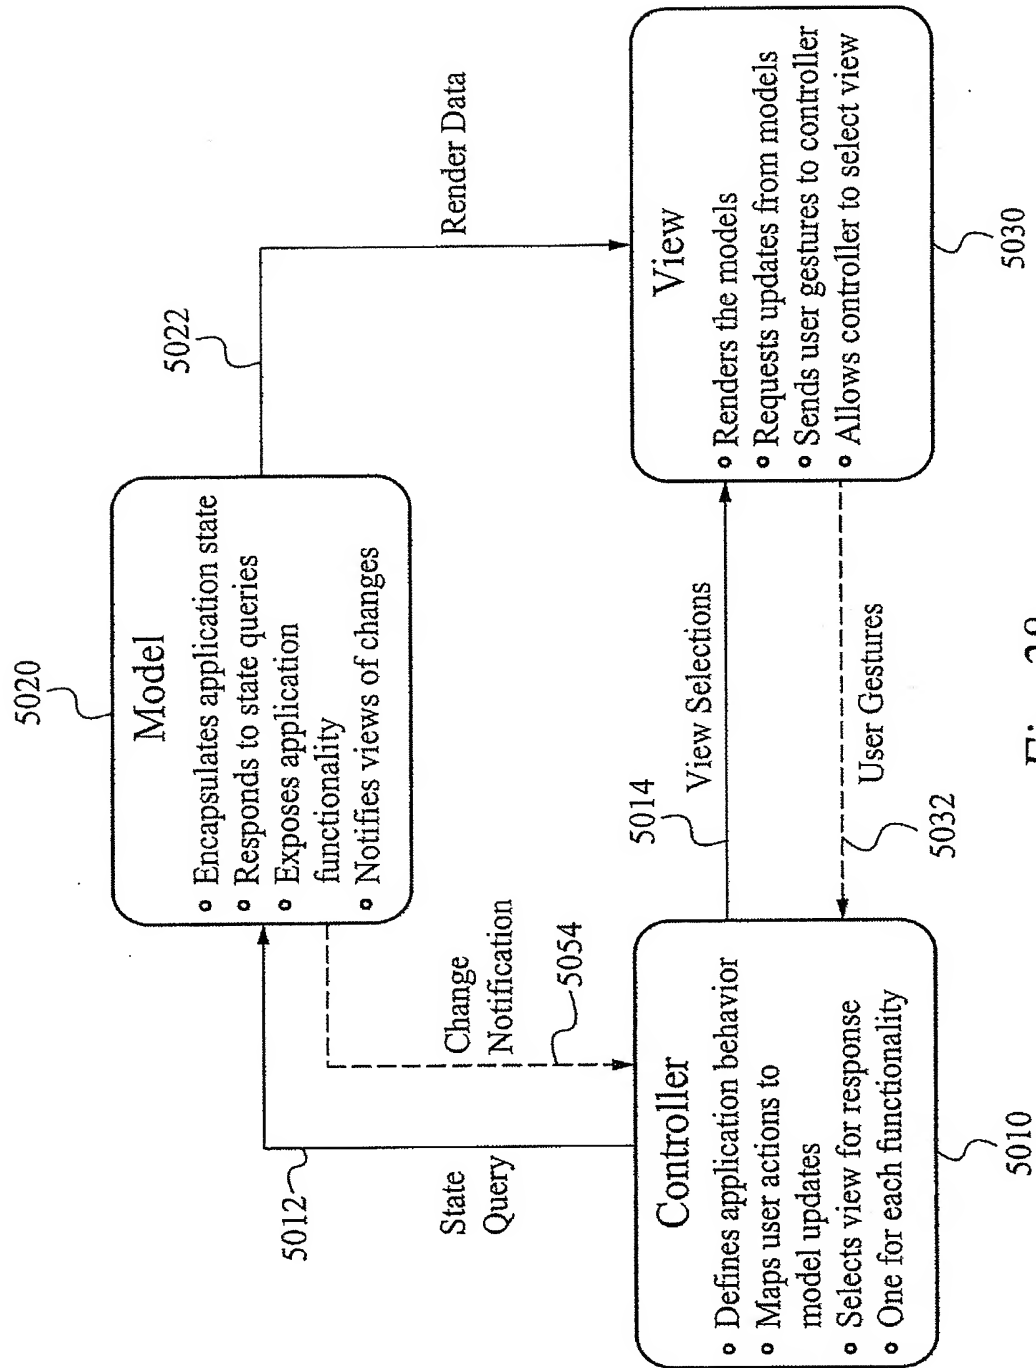 5020
Model
Encapsulates application state
Responds to state queries
Exposes application
functionality
Notifies views of changes
5022
Render Data
5012
State
Query
Change
Notification
5054
Controller
Defines application behavior
Maps user actions to
model updates
Selects view for response
One for each functionality
5010
5014
View Selections
User Gestures
5032
View
Renders the models
Requests updates from models
Sends user gestures to controller
Allows controller to select view
5030